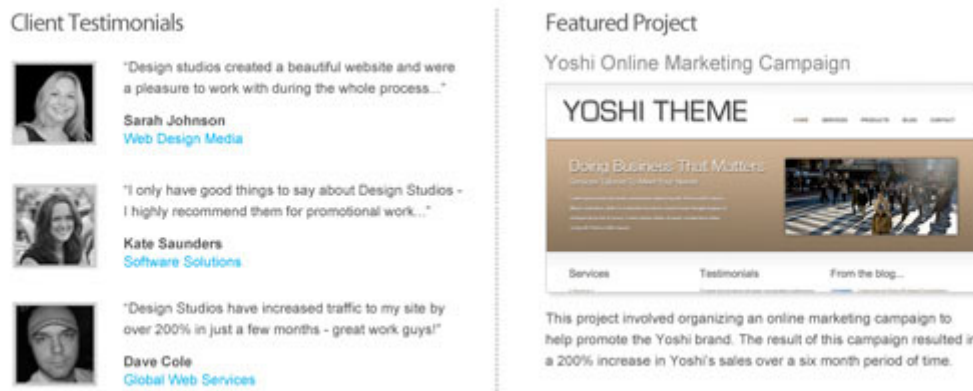 Client Testimonials
"Design studios created a beautiful website and were
a pleasure to work with during the whole process..."
Sarah Johnson
Web Design Media
"I only have good things to say about Design Studios -
I highly recommend them for promotional work..."
Kate Saunders
Software Solutions
"Design Studios have increased traffic to my site by
over 200% in just a few months - great work guys!"
Dave Cole
Global Web Services
Featured Project
Yoshi Online Marketing Campaign
YOSHI THEME
HOME SERVICES PRODUCTS BLOG CONTACT
Doing Business That Matters
Services Testimonials From the blog...
This project involved organizing an online marketing campaign to
help promote the Yoshi brand. The result of this campaign resulted in
a 200% increase in Yoshi's sales over a six month period of time.